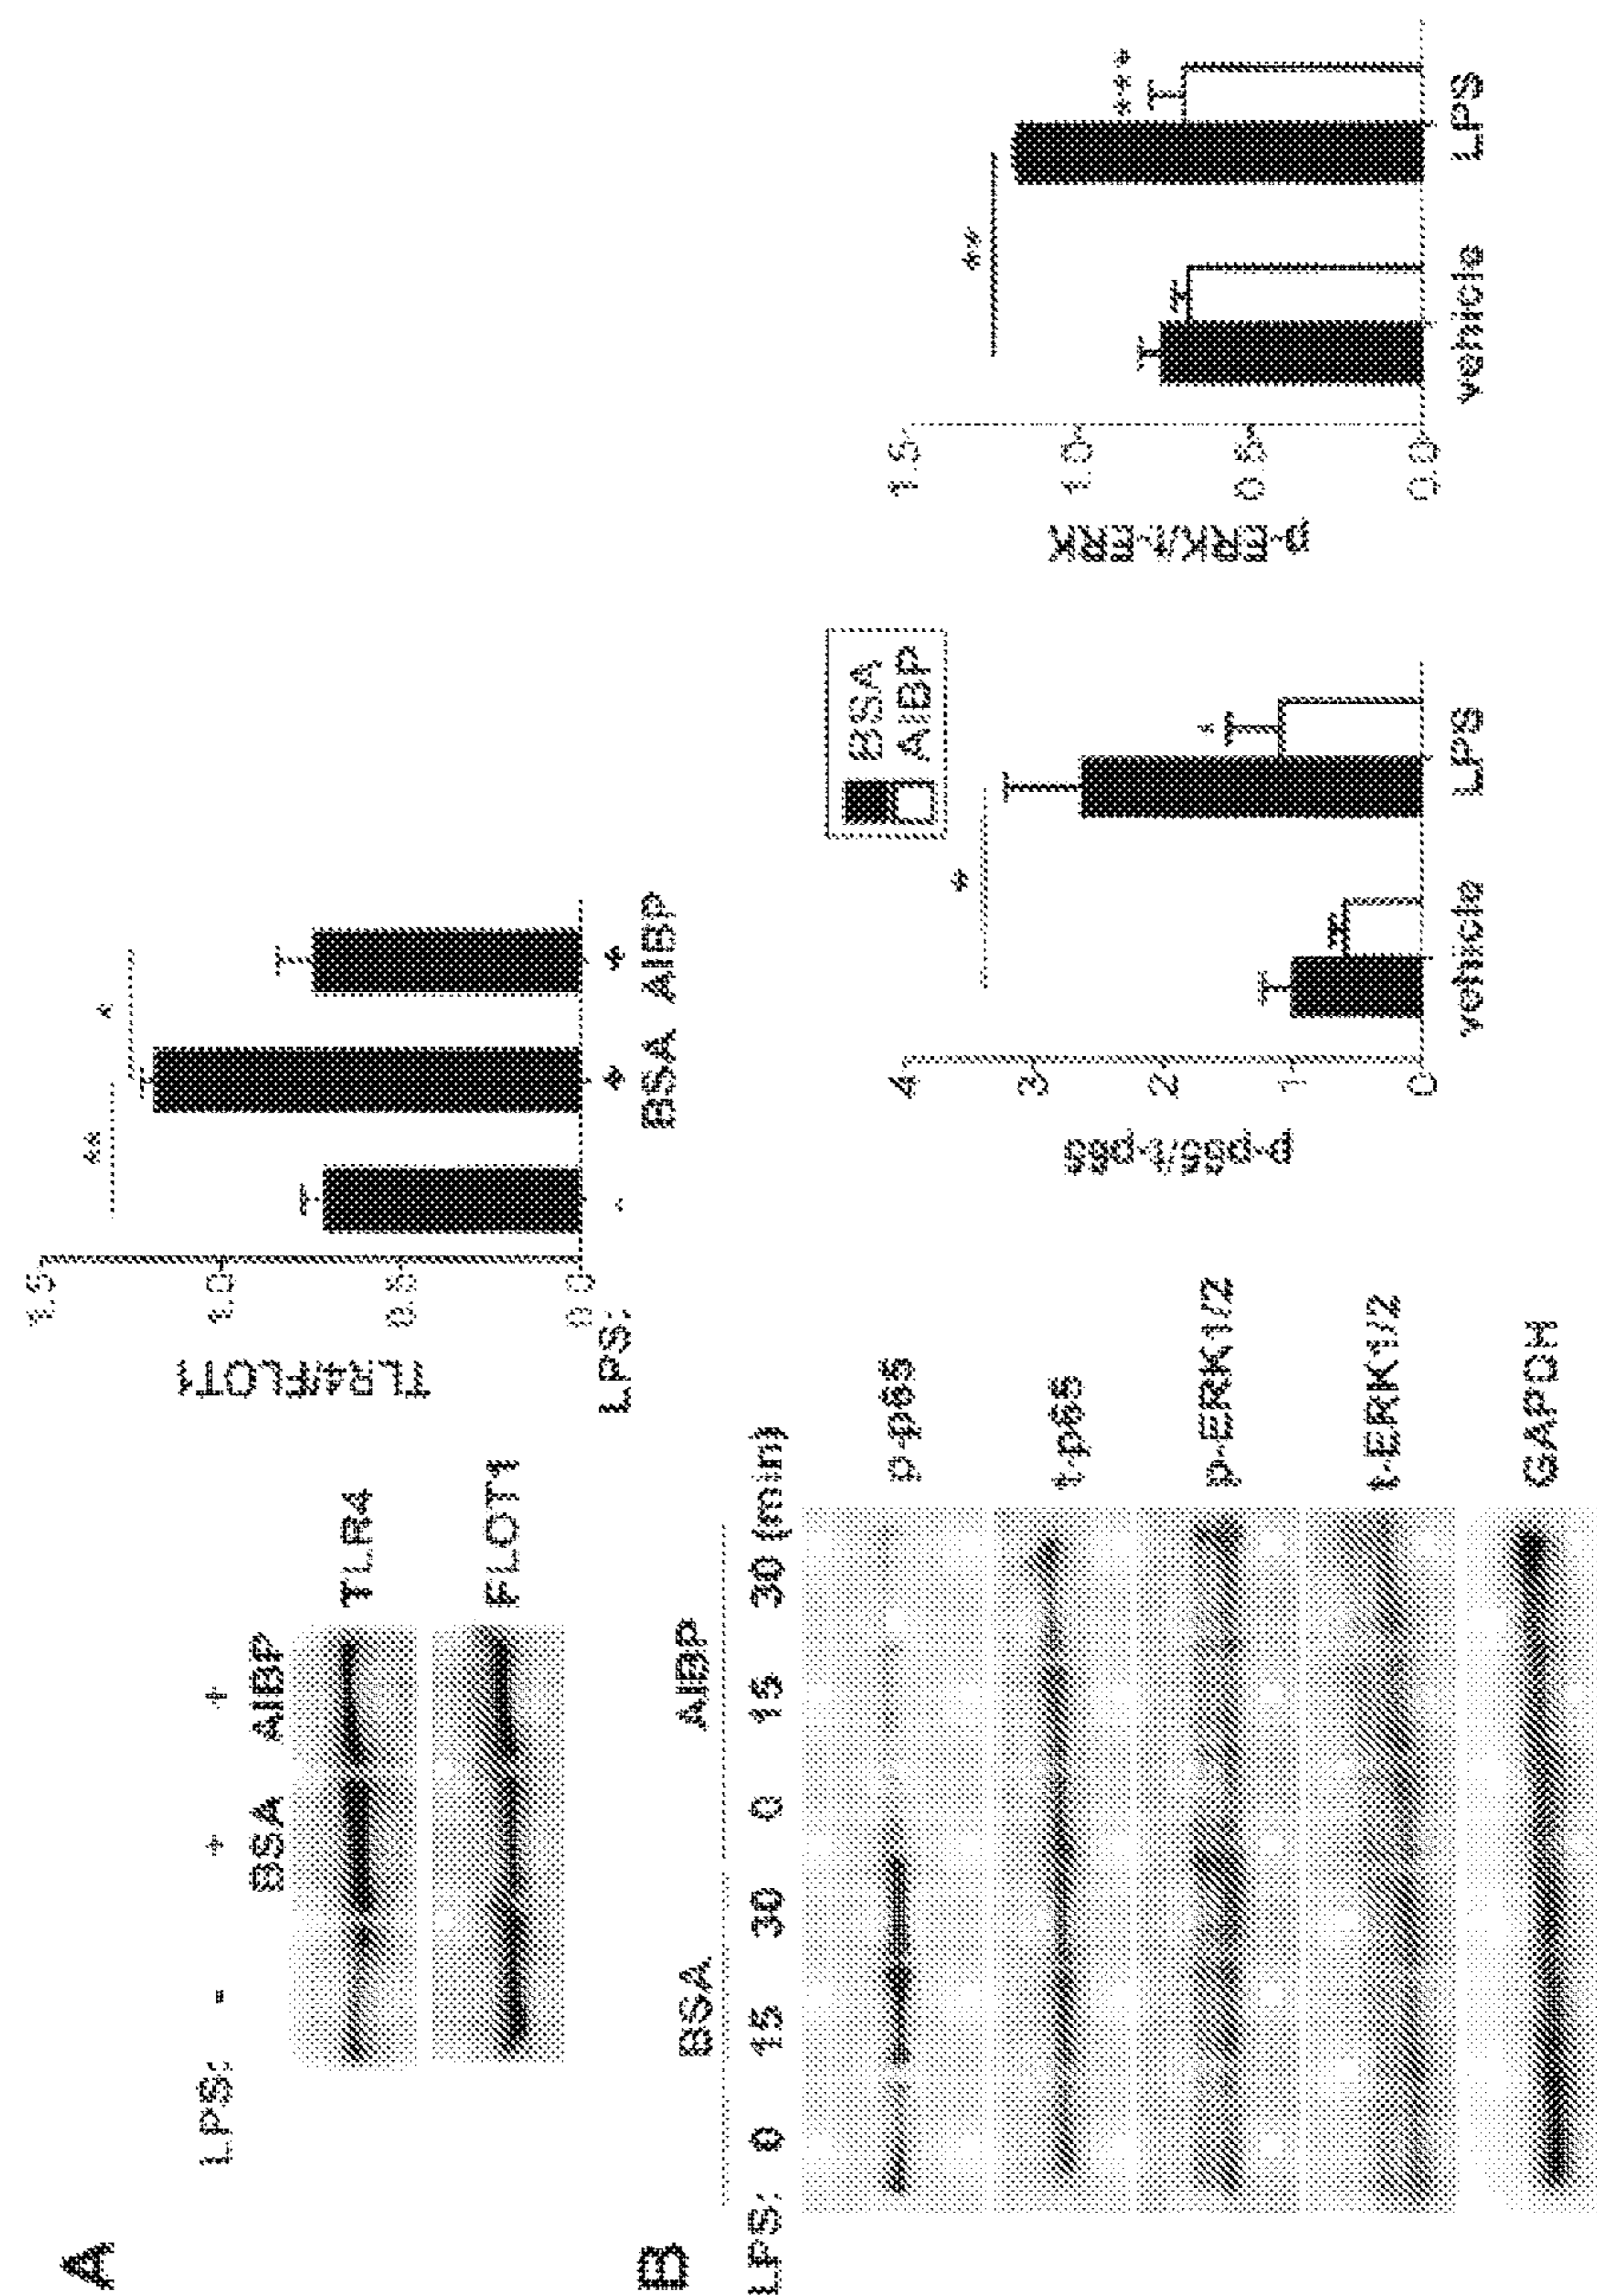 A
LPS: - + +
BSA AIBP
TLR4
FLOT1
TLR4/FLOT1
1.5
1.0
0.5
0.0
**
*
LPS: - + +
BSA AIBP
B
BSA AIBP
LPS: 0 15 30 0 15 30 (min)
p-p65
t-p65
p-ERK1/2
t-ERK1/2
GAPDH
p-p65/t-p65
4
3
2
1
0
*
*
vehicle LPS
BSA
AIBP
p-ERK/t-ERK
1.5
1.0
0.5
0.0
**
***
vehicle LPS